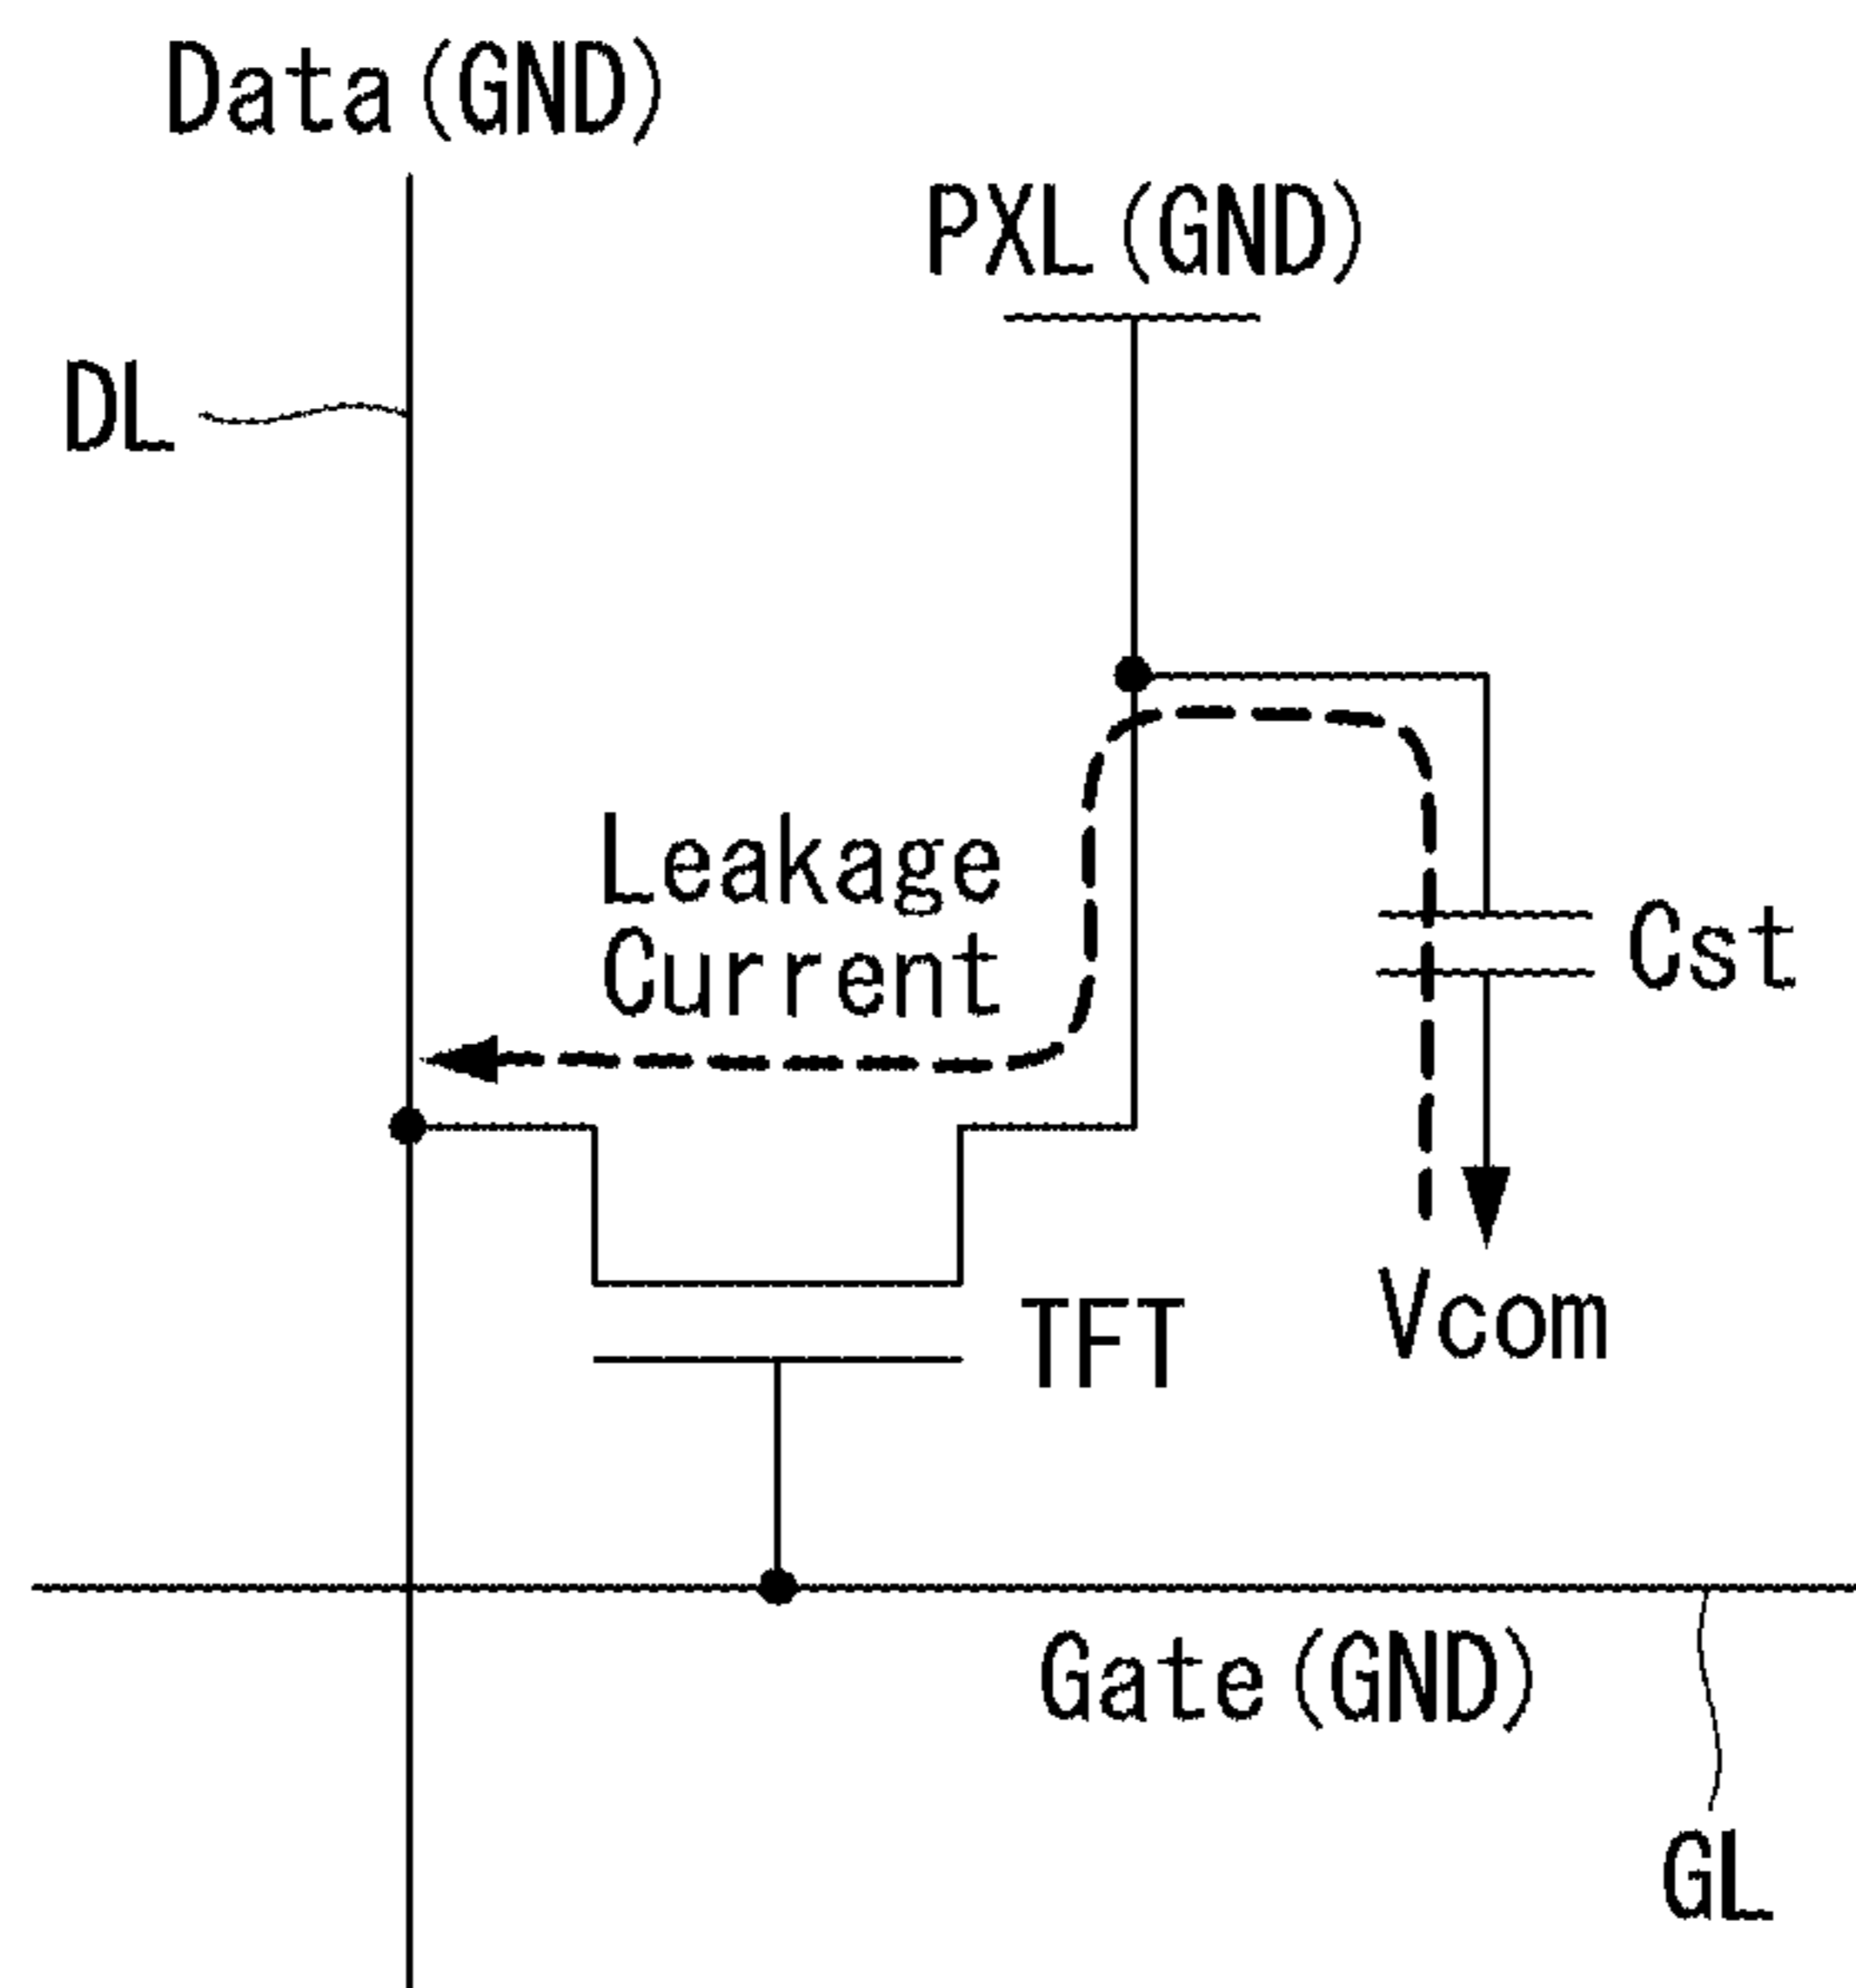 Data(GND)
PXL(GND)
DL
Leakage
Current
Cst
TFT
Vcom
Gate(GND)
GL